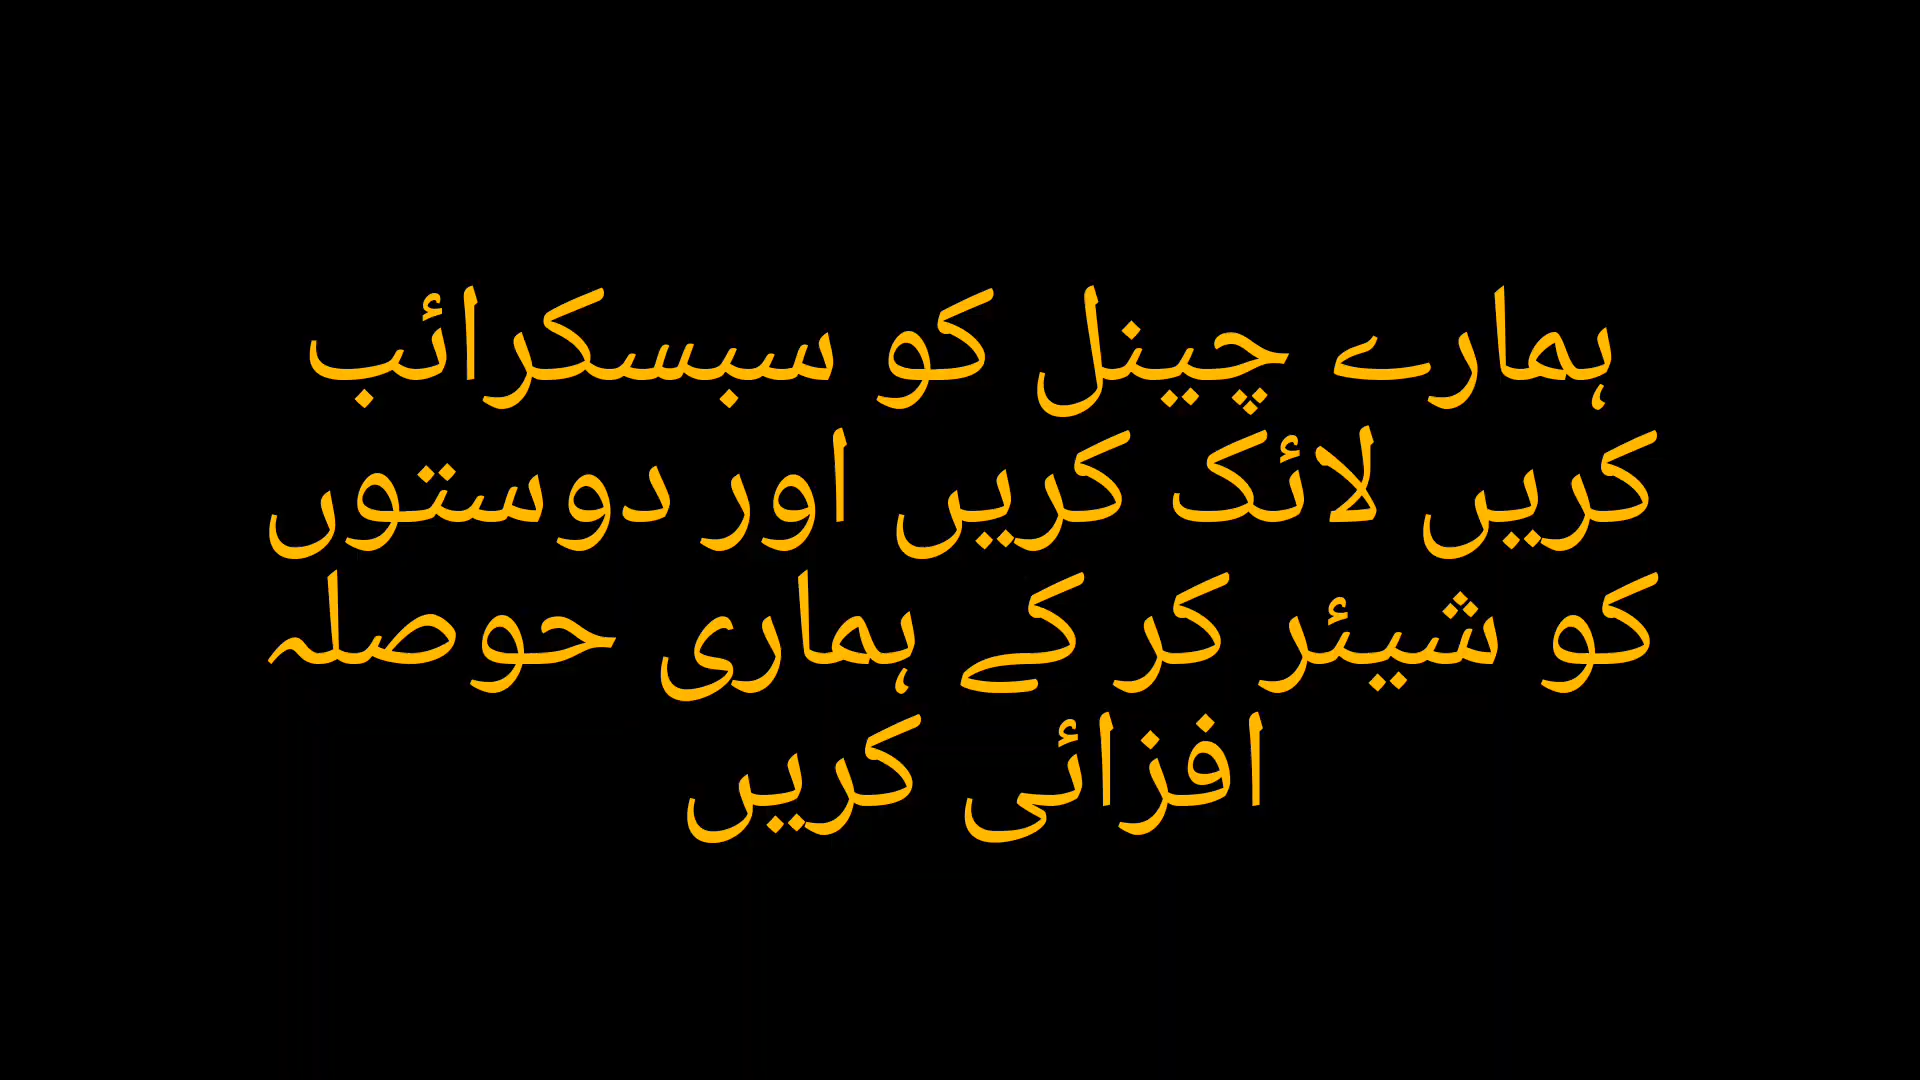 ہمارے چینل کو سبسکرائب
کریں لائک کریں اور دوستوں
کو شیئر کر کے ہماری حوصلہ
افزائی کریں